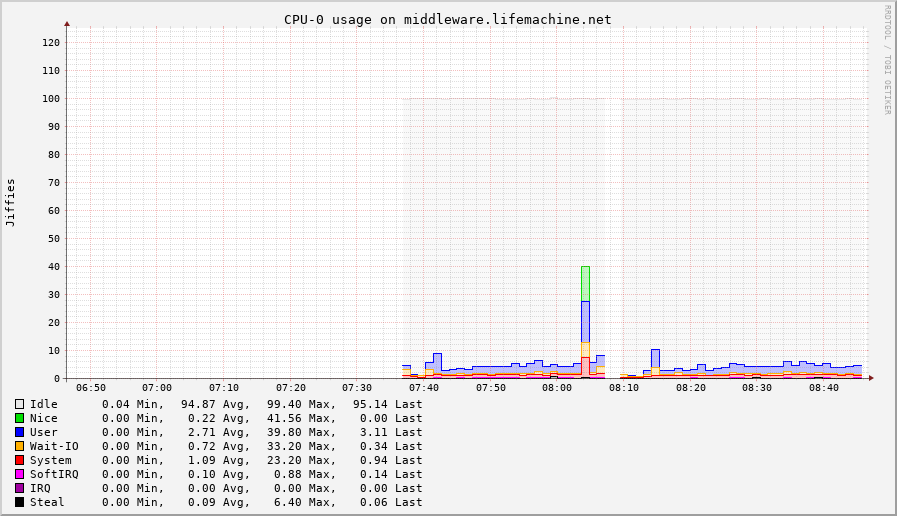 CPU-0 usage on middleware.lifemachine.net
RRDTOOL / TOBI OETIKER
Jiffies
120
110
100
90
80
70
60
50
40
30
20
10
0
06:50 07:00 07:10 07:20 07:30 07:40 07:50 08:00 08:10 08:20 08:30 08:40
Idle 0.04 Min, 94.87 Avg, 99.40 Max, 95.14 Last
Nice 0.00 Min, 0.22 Avg, 41.56 Max, 0.00 Last
User 0.00 Min, 2.71 Avg, 39.80 Max, 3.11 Last
Wait-IO 0.00 Min, 0.72 Avg, 33.20 Max, 0.34 Last
System 0.00 Min, 1.09 Avg, 23.20 Max, 0.94 Last
SoftIRQ 0.00 Min, 0.10 Avg, 0.88 Max, 0.14 Last
IRQ 0.00 Min, 0.00 Avg, 0.00 Max, 0.00 Last
Steal 0.00 Min, 0.09 Avg, 6.40 Max, 0.06 Last